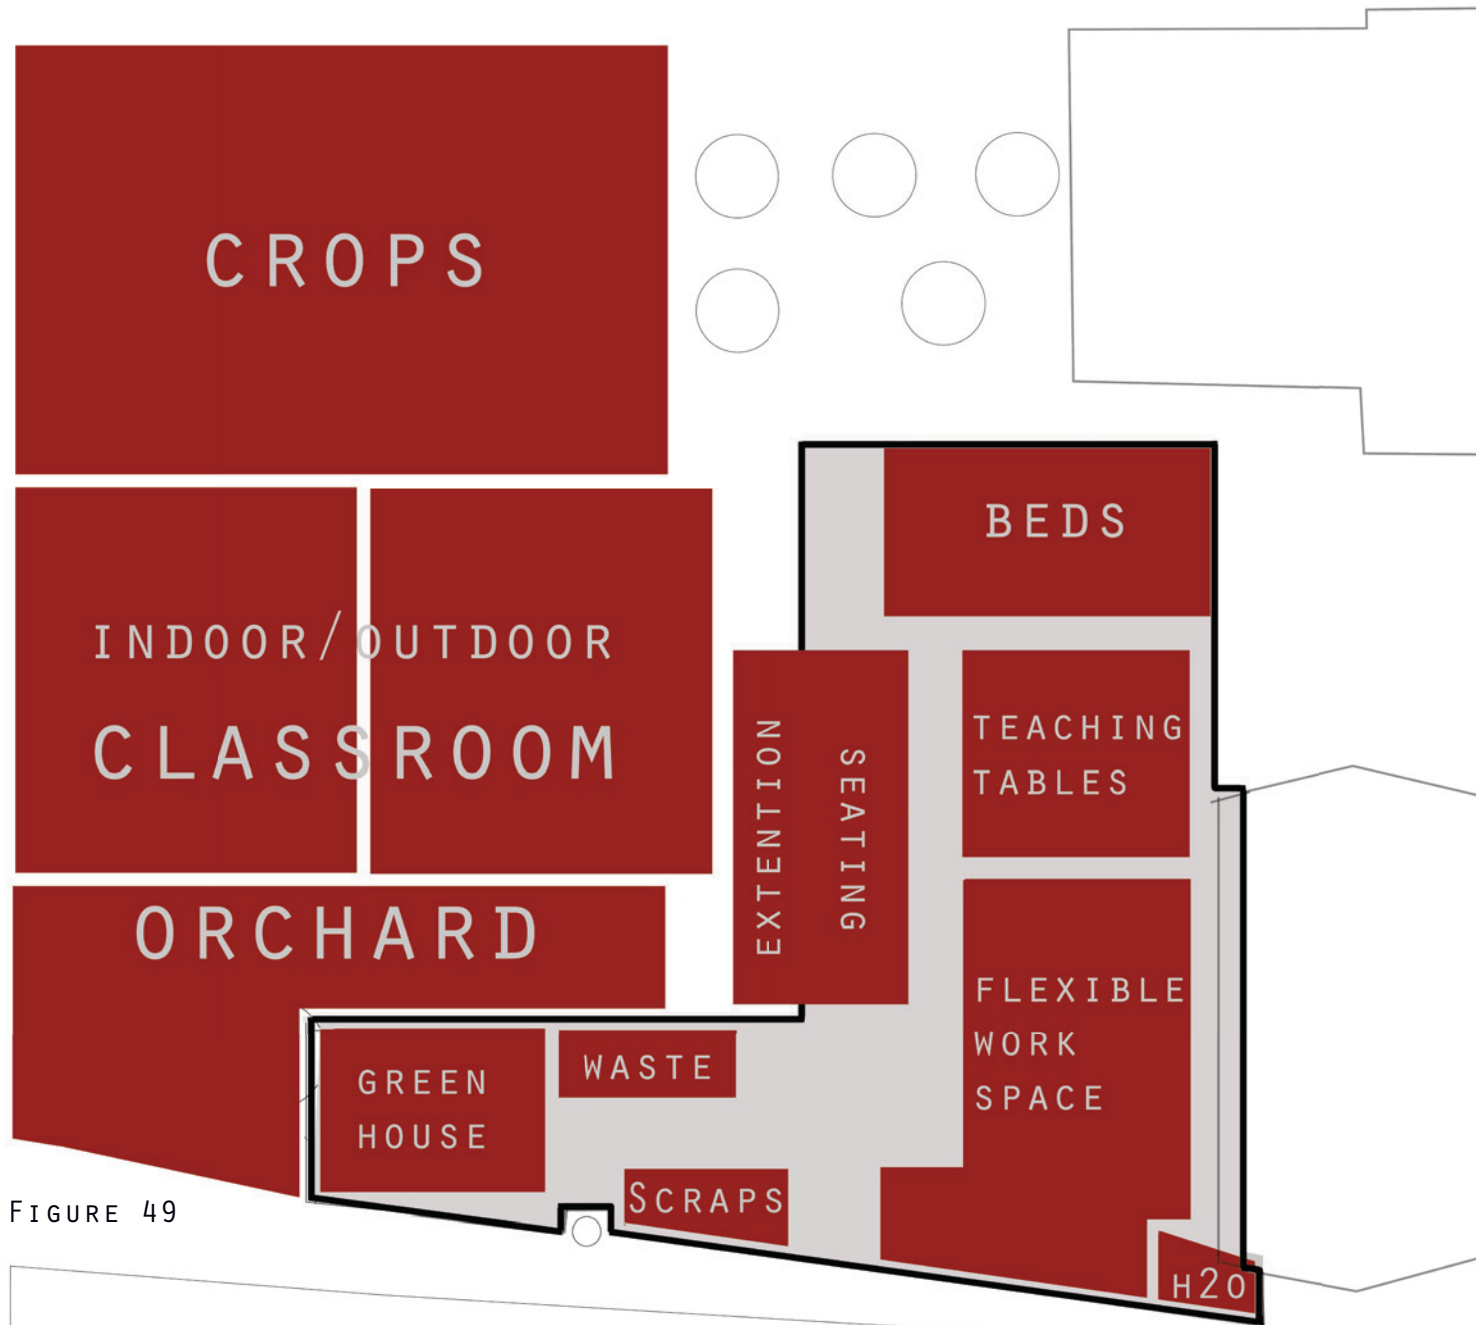 CROPS
BEDS
INDOOR/OUTDOOR
CLASSROOM
EXTENTION
SEATING
TEACHING
TABLES
ORCHARD
FLEXIBLE
WORK
SPACE
GREEN
HOUSE
WASTE
SCRAPS
H2O
FIGURE 49